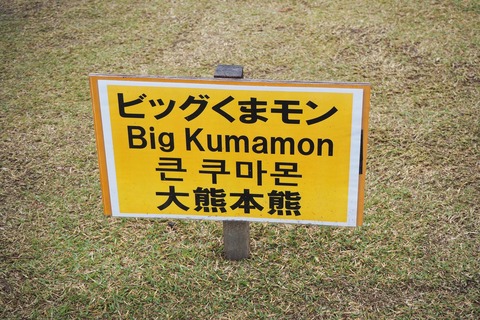 ビッグくまモン
Big Kumamon
큰 쿠마몬
大熊本熊